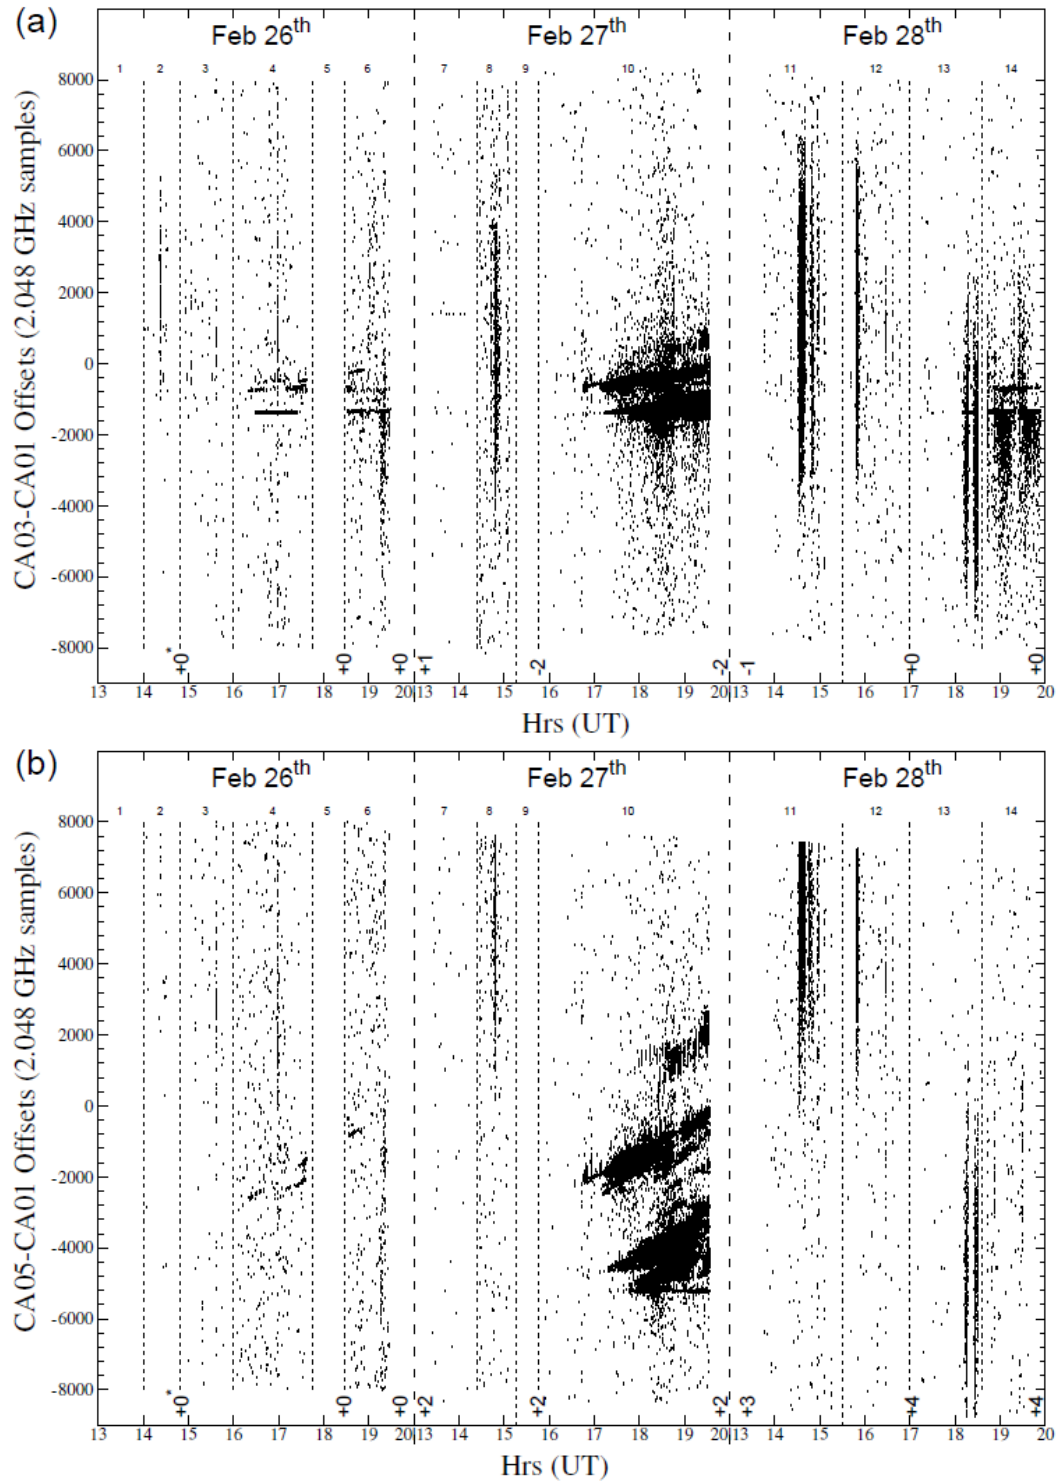 (a)
Feb 26th Feb 27th Feb 28th
1 2 3 4 5 6 7 8 9 10 11 12 13 14
8000
6000
4000
2000
0
-2000
-4000
-6000
-8000
CA03-CA01 Offsets (2.048 GHz samples)
*
+0 +0 +0 +1 -2 -2 -1 +0 +0
13 14 15 16 17 18 19 20 13 14 15 16 17 18 19 20 13 14 15 16 17 18 19 20
Hrs (UT)
(b)
Feb 26th Feb 27th Feb 28th
1 2 3 4 5 6 7 8 9 10 11 12 13 14
8000
6000
4000
2000
0
-2000
-4000
-6000
-8000
CA05-CA01 Offsets (2.048 GHz samples)
*
+0 +0 +0 +2 +2 +2 +3 +4 +4
13 14 15 16 17 18 19 20 13 14 15 16 17 18 19 20 13 14 15 16 17 18 19 20
Hrs (UT)